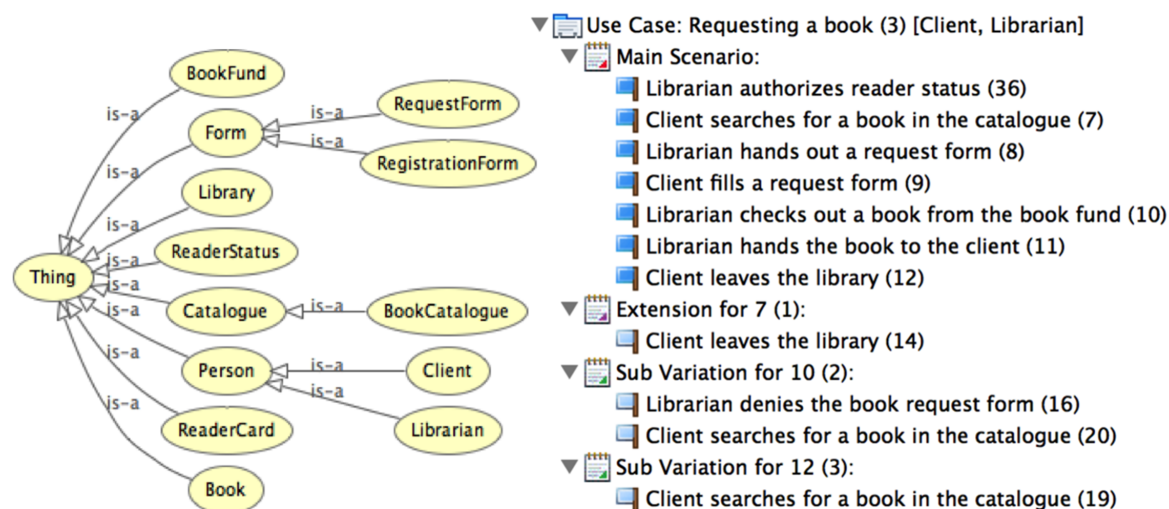 BookFund
is-a
RequestForm
is-a
Form
is-a
is-a
RegistrationForm
Library
is-a
ReaderStatus
is-a
Thing
is-a
Catalogue
is-a
BookCatalogue
is-a
Person
is-a
Client
is-a
is-a
Librarian
ReaderCard
is-a
Book
Use Case: Requesting a book (3) [Client, Librarian]
Main Scenario:
Librarian authorizes reader status (36)
Client searches for a book in the catalogue (7)
Librarian hands out a request form (8)
Client fills a request form (9)
Librarian checks out a book from the book fund (10)
Librarian hands the book to the client (11)
Client leaves the library (12)
Extension for 7 (1):
Client leaves the library (14)
Sub Variation for 10 (2):
Librarian denies the book request form (16)
Client searches for a book in the catalogue (20)
Sub Variation for 12 (3):
Client searches for a book in the catalogue (19)